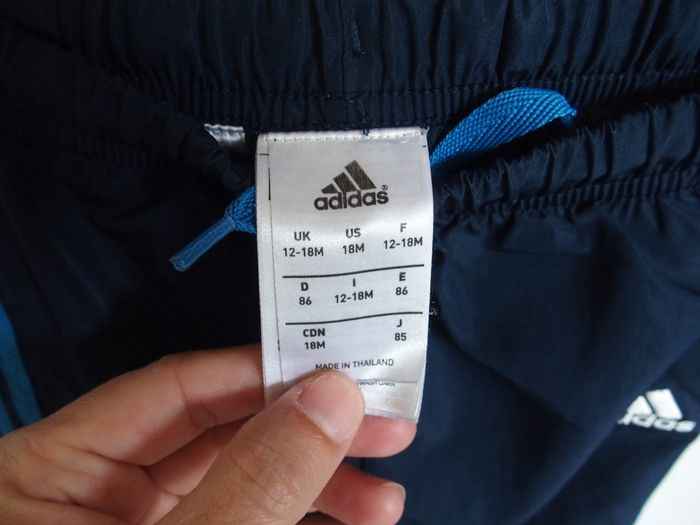 adidas®
UK US F
12-18M 18M 12-18M
D I E
86 12-18M 86
CDN J
18M 85
MADE IN THAILAND
adidas